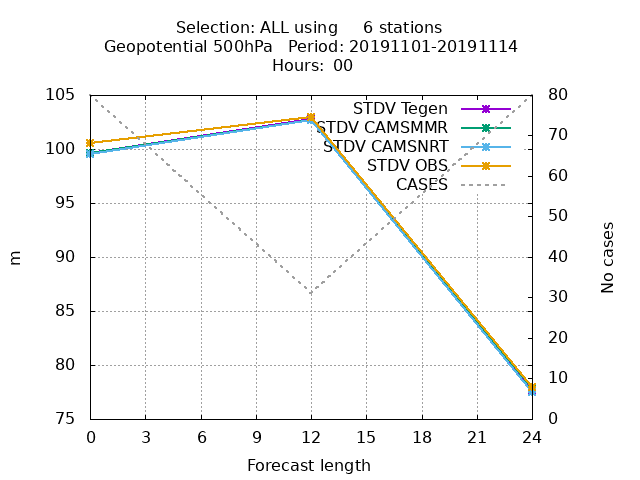 Selection: ALL using 6 stations
Geopotential 500hPa Period: 20191101-20191114
Hours: 00
105
100
95
90
85
80
75
m
80
70
60
50
40
30
20
10
0
No cases
STDV Tegen
STDV CAMSMMR
STDV CAMSNRT
STDV OBS
CASES
0 3 6 9 12 15 18 21 24
Forecast length